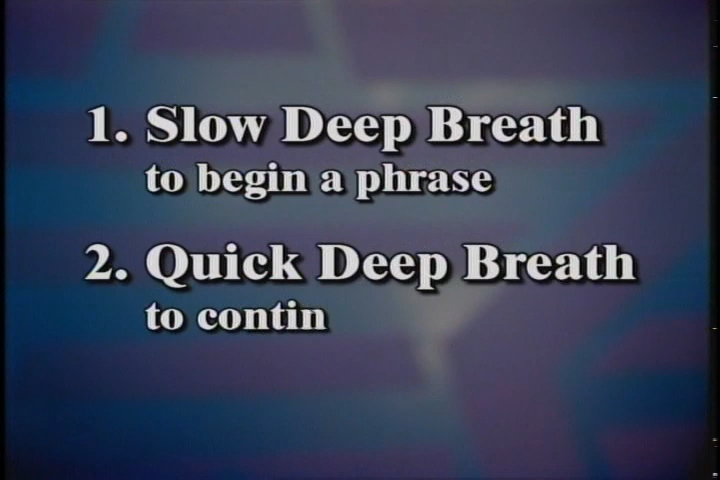 1. Slow Deep Breath
to begin a phrase
2. Quick Deep Breath
to contin